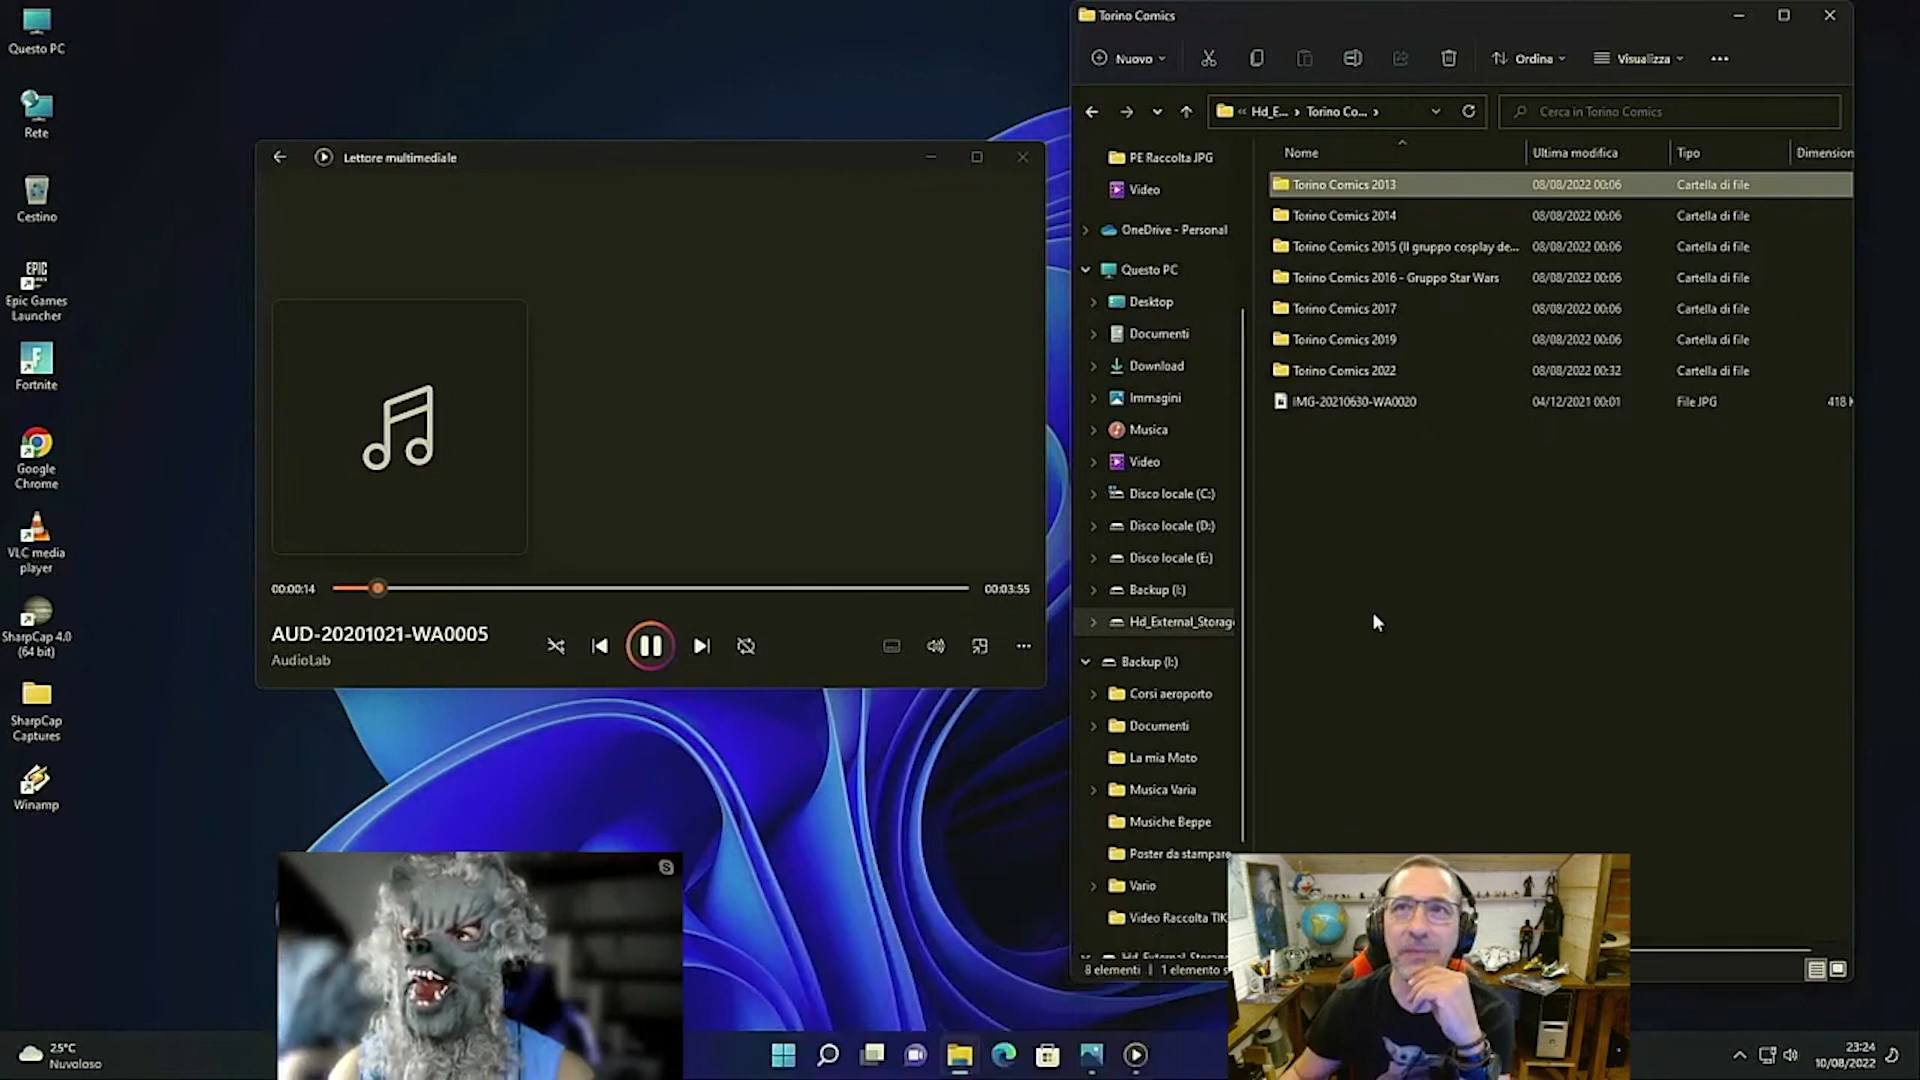 Questo PC
Rete
Cestino
EPIC
Epic Games
Launcher
Fortnite
Google
Chrome
VLC media
player
SharpCap 4.0
(64 bit)
SharpCap
Captures
Winamp
Lettore multimediale
00:00:14
00:03:55
AUD-20201021-WA0005
AudioLab
Torino Comics
Nuovo
Ordina
Visualizza
« Hd_E... › Torino Co... ›
Cerca in Torino Comics
PE Raccolta JPG
Video
OneDrive - Personal
Questo PC
Desktop
Documenti
Download
Immagini
Musica
Video
Disco locale (C:)
Disco locale (D:)
Disco locale (E:)
Backup (I:)
Hd_External_Storage
Backup (I:)
Corsi aeroporto
Documenti
La mia Moto
Musica Varia
Musiche Beppe
Poster da stampare
Vario
Video Raccolta TIK
Hd_External_Storage
Nome Ultima modifica Tipo Dimension
Torino Comics 2013 08/08/2022 00:06 Cartella di file
Torino Comics 2014 08/08/2022 00:06 Cartella di file
Torino Comics 2015 (Il gruppo cosplay de... 08/08/2022 00:06 Cartella di file
Torino Comics 2016 - Gruppo Star Wars 08/08/2022 00:06 Cartella di file
Torino Comics 2017 08/08/2022 00:06 Cartella di file
Torino Comics 2019 08/08/2022 00:06 Cartella di file
Torino Comics 2022 08/08/2022 00:32 Cartella di file
IMG-20210630-WA0020 04/12/2021 00:01 File JPG 418 K
8 elementi | 1 elemento s
25°C
Nuvoloso
23:24
10/08/2022